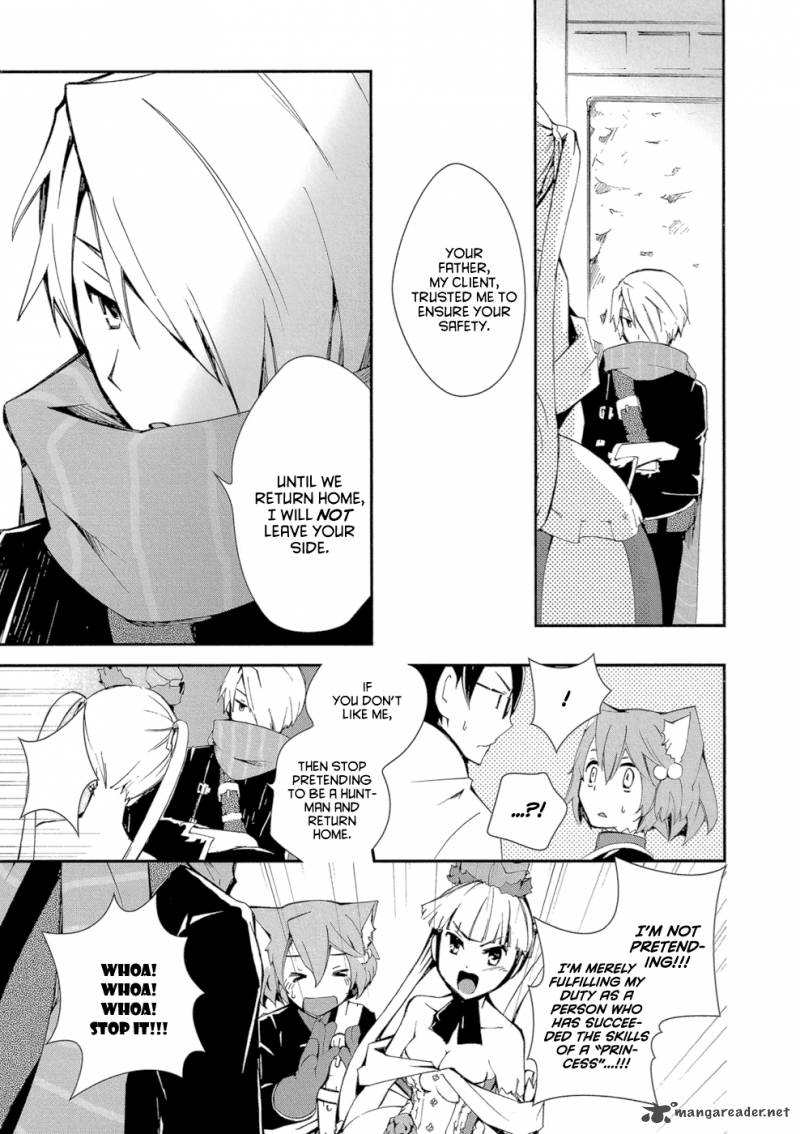 YOUR
FATHER,
MY CLIENT,
TRUSTED ME TO
ENSURE YOUR
SAFETY.
UNTIL WE
RETURN HOME,
I WILL NOT
LEAVE YOUR
SIDE.
!
...?!
IF
YOU DON'T
LIKE ME,
THEN STOP
PRETENDING
TO BE A HUNT-
MAN AND
RETURN
HOME.
I'M NOT
PRETEND-
ING!!!
I'M MERELY
FULFILLING MY
DUTY AS A
PERSON WHO
HAS SUCCEE-
DED THE SKILLS
OF A "PRIN-
CESS"...!!!
WHOA!
WHOA!
WHOA!
STOP IT!!!
mangareader.net